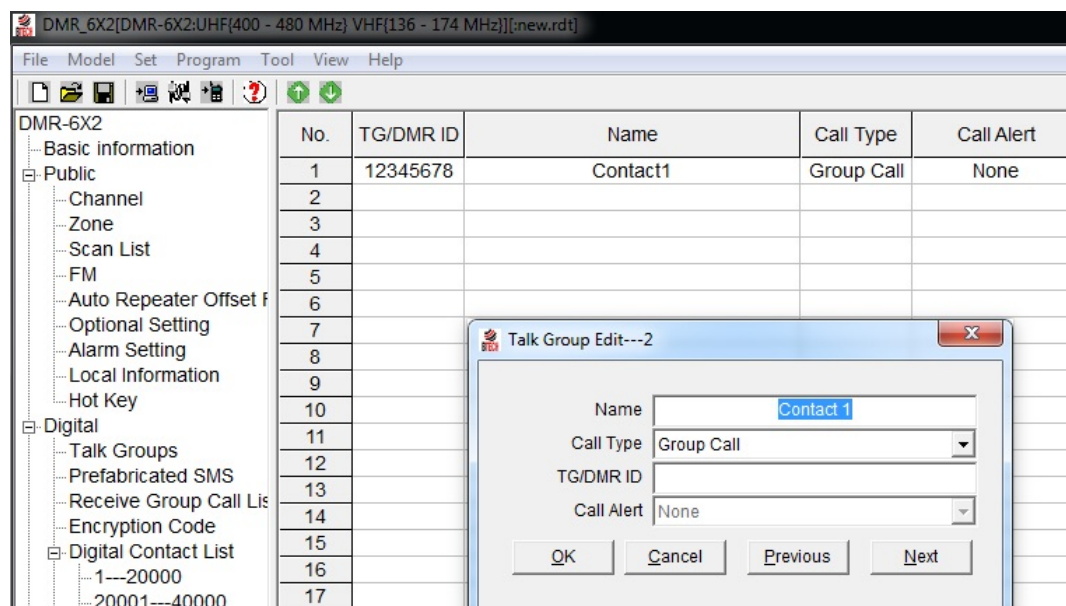 DMR_6X2[DMR-6X2:UHF{400 - 480 MHz} VHF{136 - 174 MHz}][:new.rdt]
File Model Set Program Tool View Help
DMR-6X2
Basic information
Public
Channel
Zone
Scan List
FM
Auto Repeater Offset F
Optional Setting
Alarm Setting
Local Information
Hot Key
Digital
Talk Groups
Prefabricated SMS
Receive Group Call Lis
Encryption Code
Digital Contact List
1---20000
20001---40000
No. TG/DMR ID Name Call Type Call Alert
1 12345678 Contact1 Group Call None
2
3
4
5
6
7
8
9
10
11
12
13
14
15
16
17
Talk Group Edit---2
Name Contact 1
Call Type Group Call
TG/DMR ID
Call Alert None
OK Cancel Previous Next